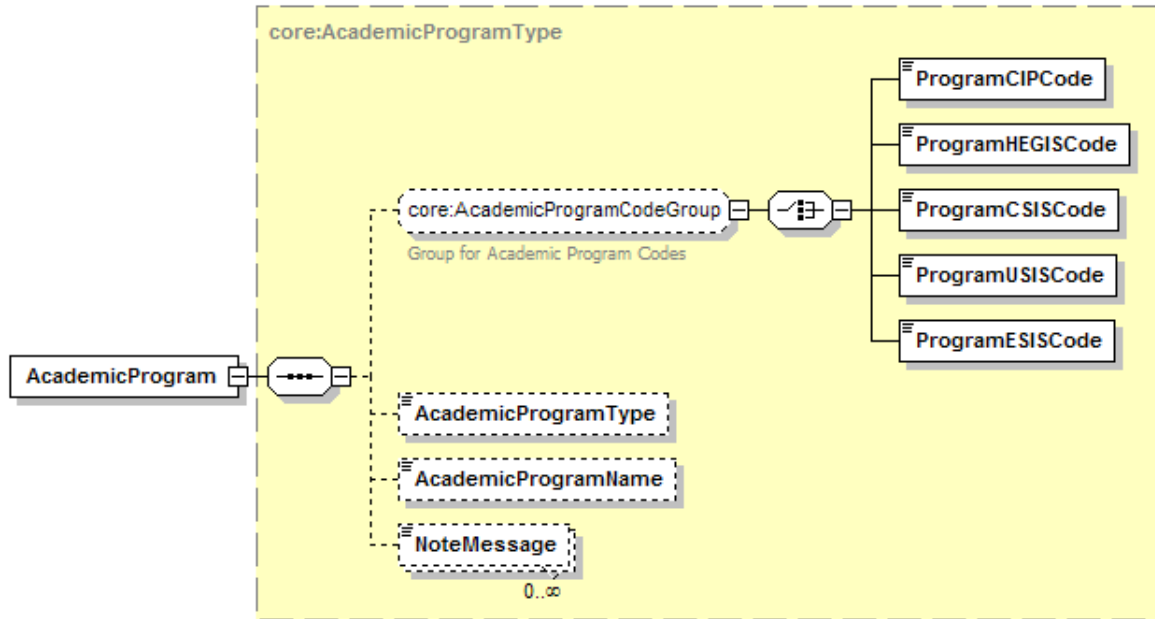 core:AcademicProgramType
ProgramCIPCode
ProgramHEGISCode
core:AcademicProgramCodeGroup
ProgramCSISCode
Group for Academic Program Codes
ProgramUSISCode
ProgramESISCode
AcademicProgram
AcademicProgramType
AcademicProgramName
NoteMessage
0..∞